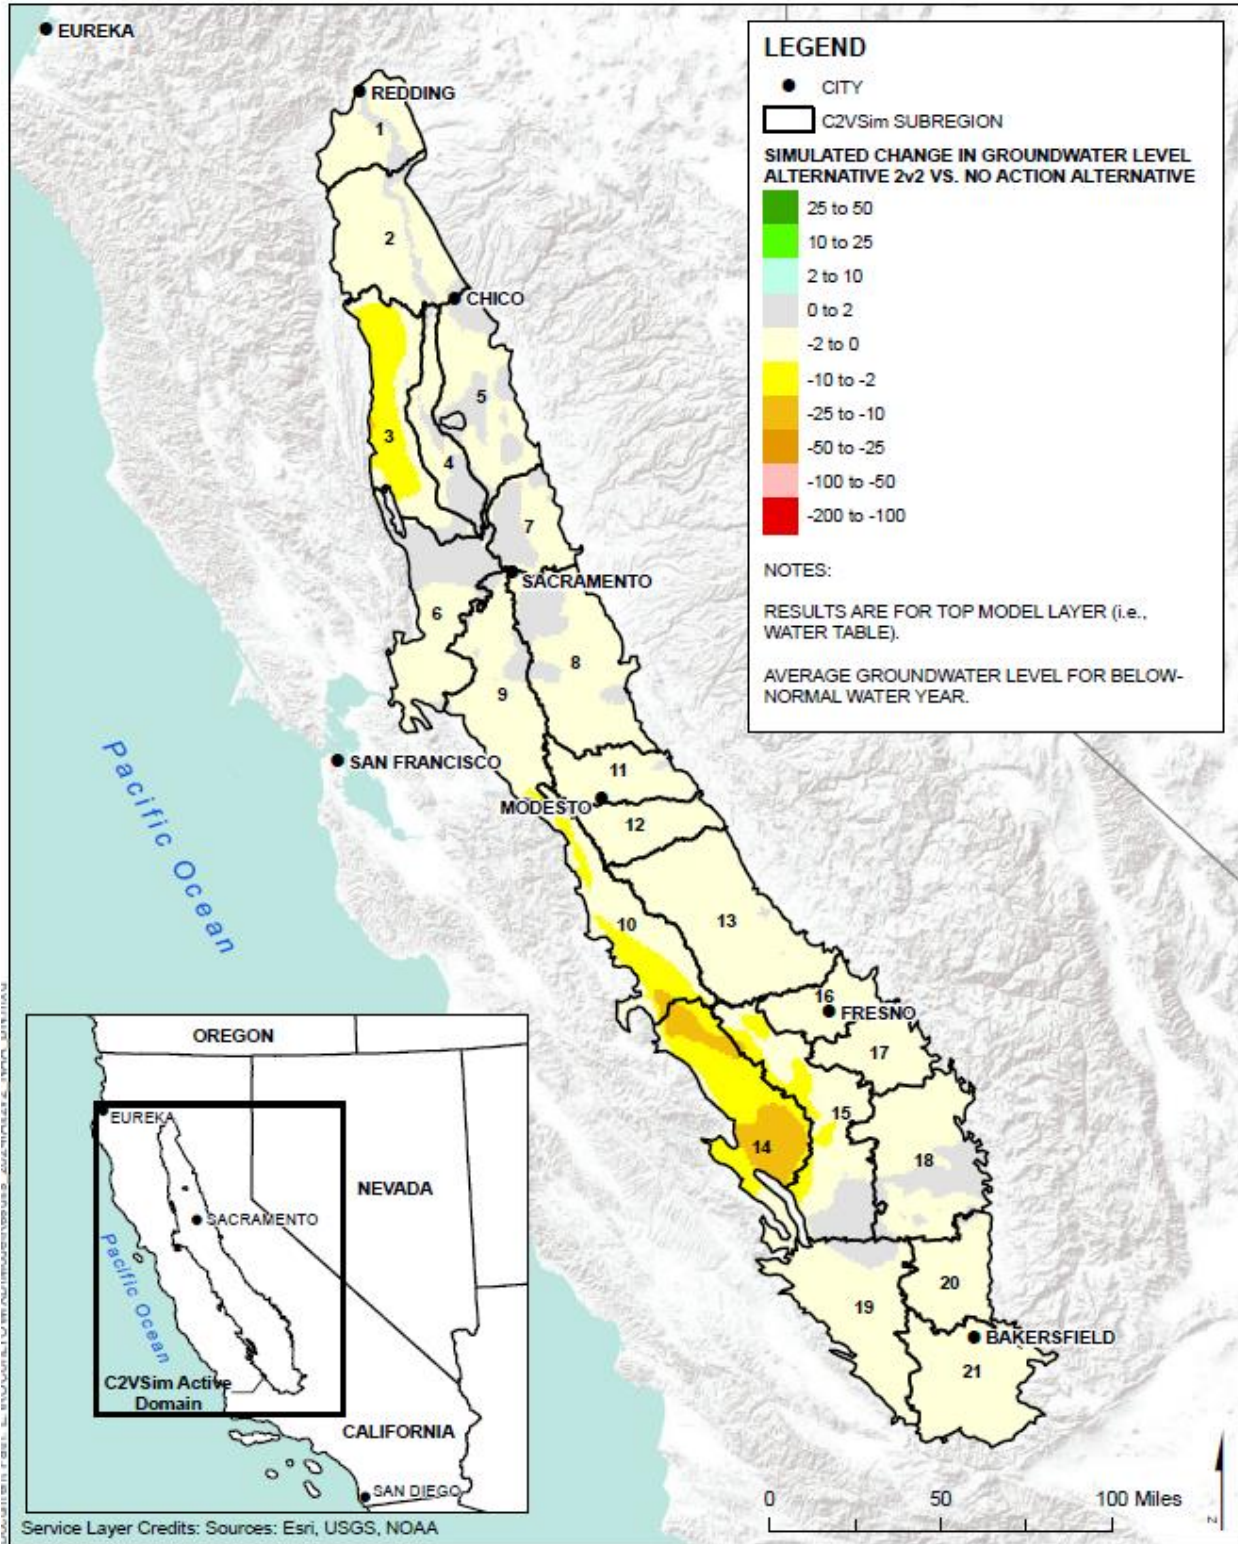 EUREKA
REDDING
1
2
CHICO
3
4
5
6
7
SACRAMENTO
8
9
SAN FRANCISCO
11
MODESTO
12
10
13
16
FRESNO
17
15
14
18
19
20
BAKERSFIELD
21
Pacific Ocean
LEGEND
CITY
C2VSim SUBREGION
SIMULATED CHANGE IN GROUNDWATER LEVEL
ALTERNATIVE 2v2 VS. NO ACTION ALTERNATIVE
25 to 50
10 to 25
2 to 10
0 to 2
-2 to 0
-10 to -2
-25 to -10
-50 to -25
-100 to -50
-200 to -100
NOTES:
RESULTS ARE FOR TOP MODEL LAYER (i.e.,
WATER TABLE).
AVERAGE GROUNDWATER LEVEL FOR BELOW-
NORMAL WATER YEAR.
OREGON
EUREKA
NEVADA
SACRAMENTO
Pacific Ocean
C2VSim Active
Domain
CALIFORNIA
SAN DIEGO
0 50 100 Miles
Z
Service Layer Credits: Sources: Esri, USGS, NOAA